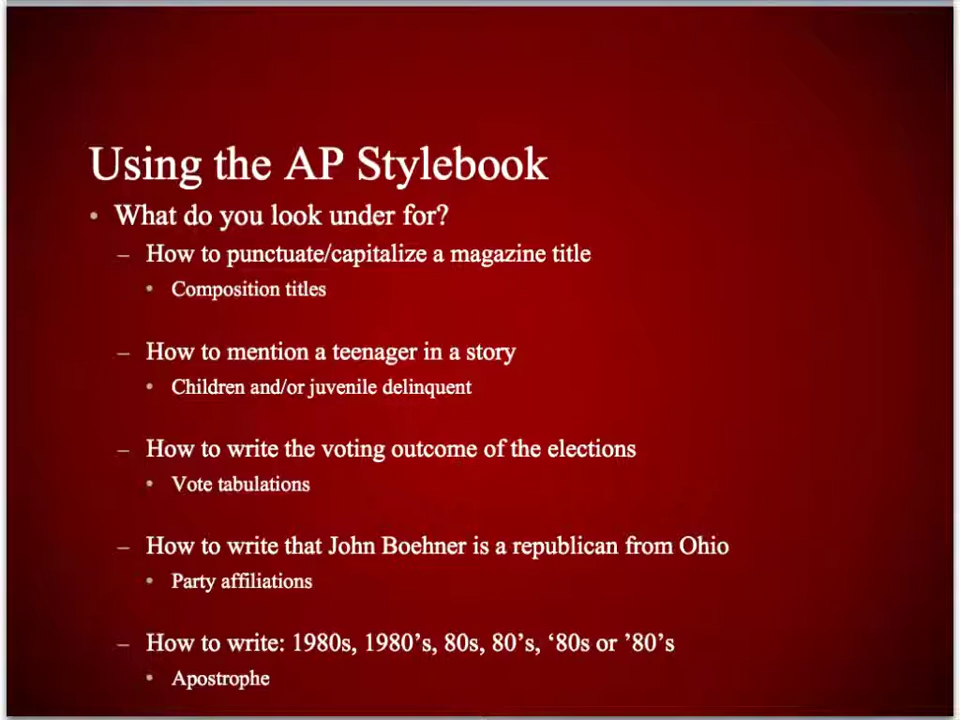 Using the AP Stylebook
• What do you look under for?
– How to punctuate/capitalize a magazine title
• Composition titles
– How to mention a teenager in a story
• Children and/or juvenile delinquent
– How to write the voting outcome of the elections
• Vote tabulations
– How to write that John Boehner is a republican from Ohio
• Party affiliations
– How to write: 1980s, 1980’s, 80s, 80’s, ‘80s or ’80’s
• Apostrophe